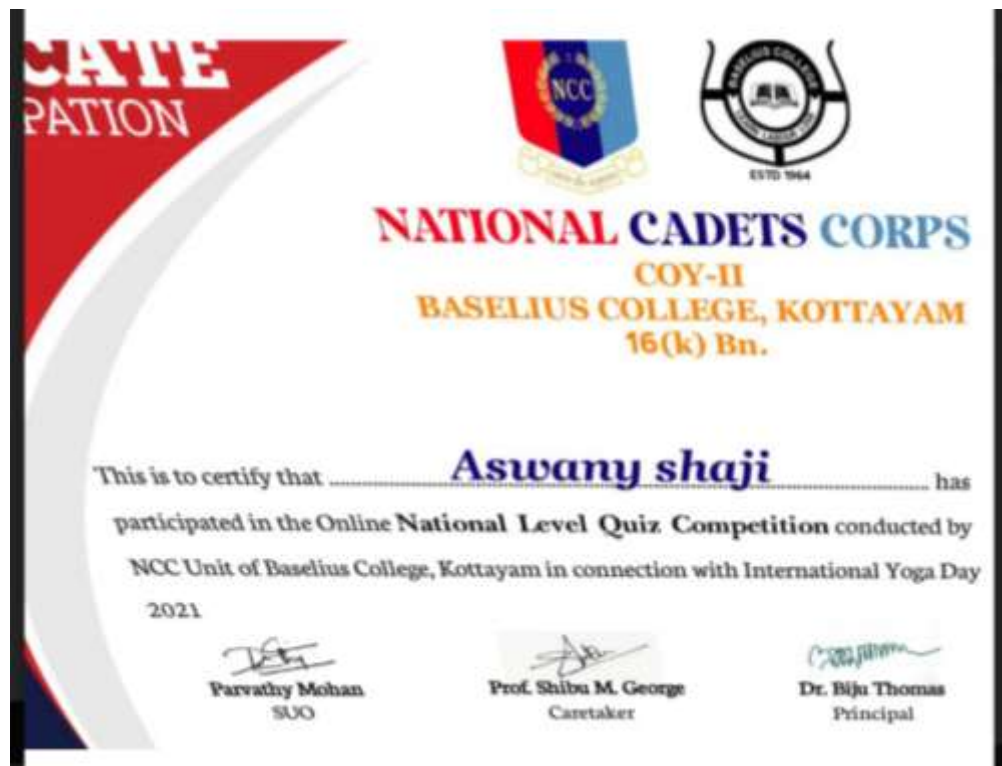 CATE
PATION
NCC
BASELIUS COLLEGE
ESTD 1964
NATIONAL CADETS CORPS
COY-II
BASELIUS COLLEGE, KOTTAYAM
16(k) Bn.
This is to certify that Aswany shaji has
participated in the Online National Level Quiz Competition conducted by
NCC Unit of Baselius College, Kottayam in connection with International Yoga Day
2021
Parvathy Mohan Prof. Shibu M. George Dr. Biju Thomas
SUO Caretaker Principal